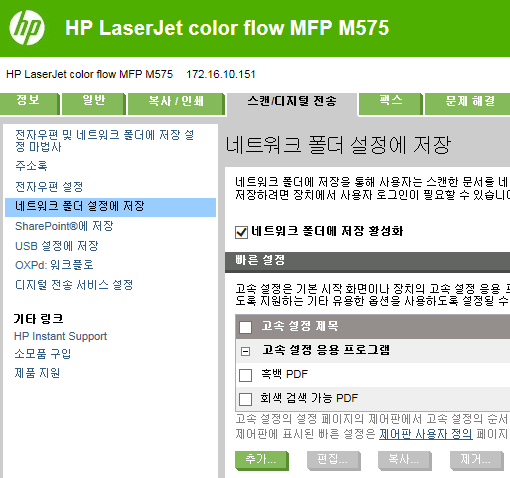 hp
HP LaserJet color flow MFP M575
HP LaserJet color flow MFP M575 172.16.10.151
정보 일반 복사 / 인쇄 스캔/디지털 전송 팩스 문제 해결
전자우편 및 네트워크 폴더에 저장 설
정 마법사
주소록
전자우편 설정
네트워크 폴더 설정에 저장
SharePoint®에 저장
USB 설정에 저장
OXPd: 워크플로
디지털 전송 서비스 설정
기타 링크
HP Instant Support
소모품 구입
제품 지원
네트워크 폴더 설정에 저장
네트워크 폴더에 저장을 통해 사용자는 스캔한 문서를 네
저장하려면 장치에서 사용자 로그인이 필요할 수 있습니
네트워크 폴더에 저장 활성화
빠른 설정
고속 설정은 기본 시작 화면이나 장치의 고속 설정 응용 프
도록 지원하는 기타 유용한 옵션을 사용하도록 설정될 수
고속 설정 제목
고속 설정 응용 프로그램
흑백 PDF
회색 검색 가능 PDF
고속 설정의 설정 페이지의 제어판에서 고속 설정의 순서
제어판에 표시된 빠른 설정은 제어판 사용자 정의 페이지
추가... 편집... 복사... 제거...